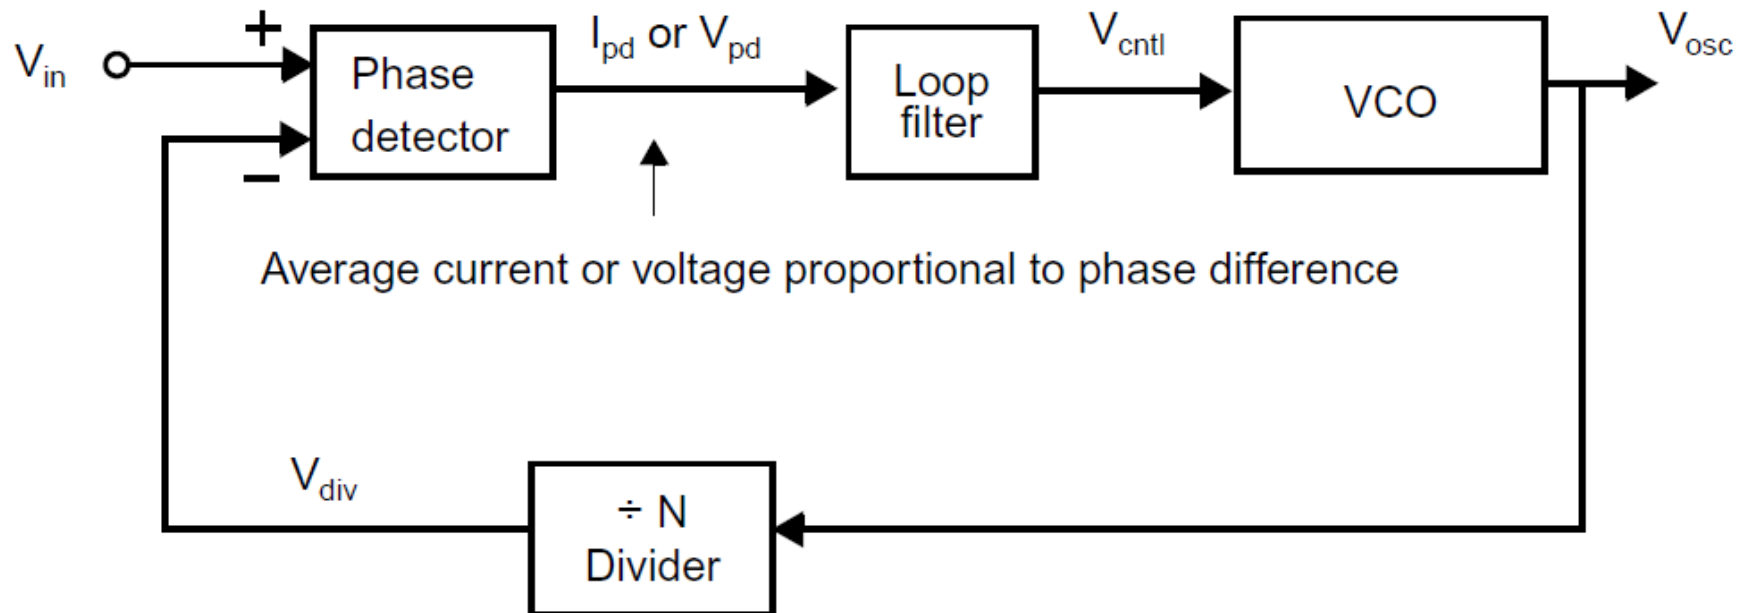 V_in
+
−
Phase
detector
I_pd or V_pd
Loop
filter
V_cntl
VCO
V_osc
Average current or voltage proportional to phase difference
V_div
÷ N
Divider